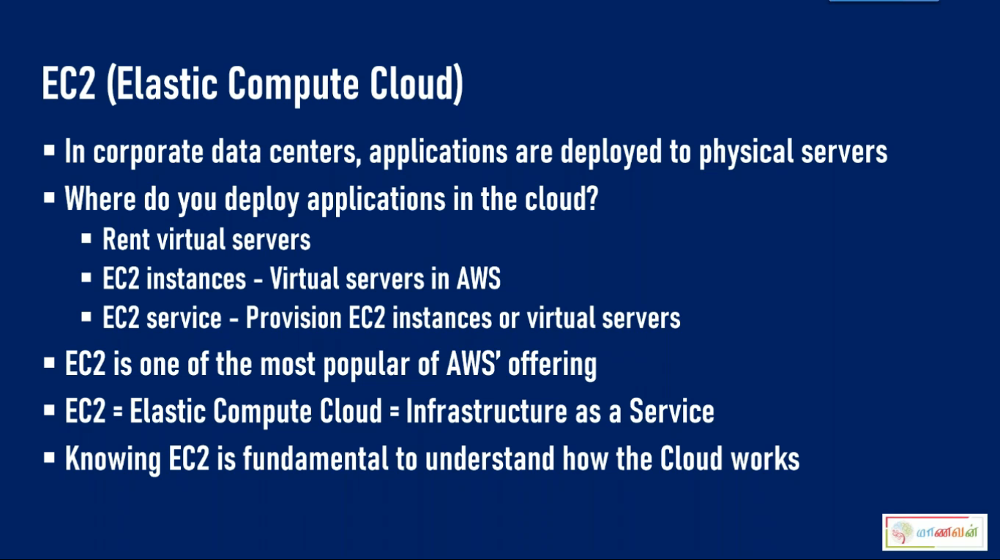 EC2 (Elastic Compute Cloud)
▪ In corporate data centers, applications are deployed to physical servers
▪ Where do you deploy applications in the cloud?
▪ Rent virtual servers
▪ EC2 instances - Virtual servers in AWS
▪ EC2 service - Provision EC2 instances or virtual servers
▪ EC2 is one of the most popular of AWS’ offering
▪ EC2 = Elastic Compute Cloud = Infrastructure as a Service
▪ Knowing EC2 is fundamental to understand how the Cloud works
மாணவன்